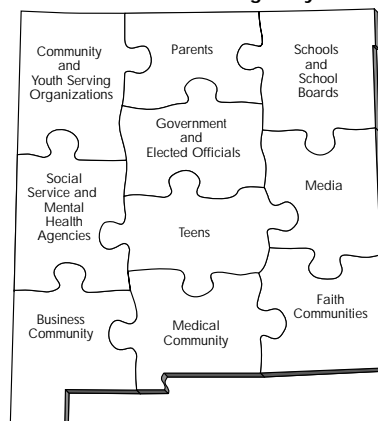 Community
and
Youth Serving
Organizations
Parents
Schools
and
School
Boards
Government
and
Elected Officials
Social
Service and
Mental
Health
Agencies
Media
Teens
Business
Community
Medical
Community
Faith
Communities